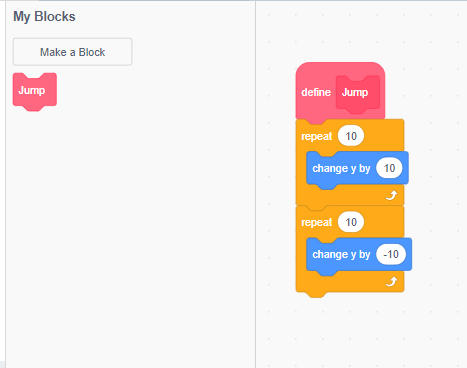 My Blocks
Make a Block
Jump
define Jump
repeat 10
change y by 10
repeat 10
change y by -10